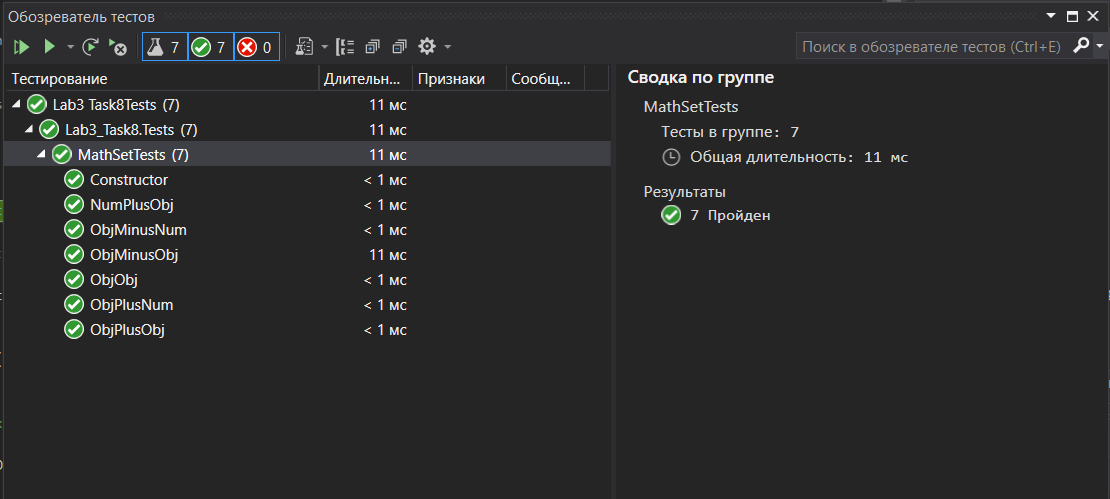 Обозреватель тестов
7 7 0
Поиск в обозревателе тестов (Ctrl+E)
Тестирование Длительн... Признаки Сообщ...
Lab3 Task8Tests (7) 11 мс
Lab3_Task8.Tests (7) 11 мс
MathSetTests (7) 11 мс
Constructor < 1 мс
NumPlusObj < 1 мс
ObjMinusNum < 1 мс
ObjMinusObj 11 мс
ObjObj < 1 мс
ObjPlusNum < 1 мс
ObjPlusObj < 1 мс
Сводка по группе
MathSetTests
Тесты в группе: 7
Общая длительность: 11 мс
Результаты
7 Пройден